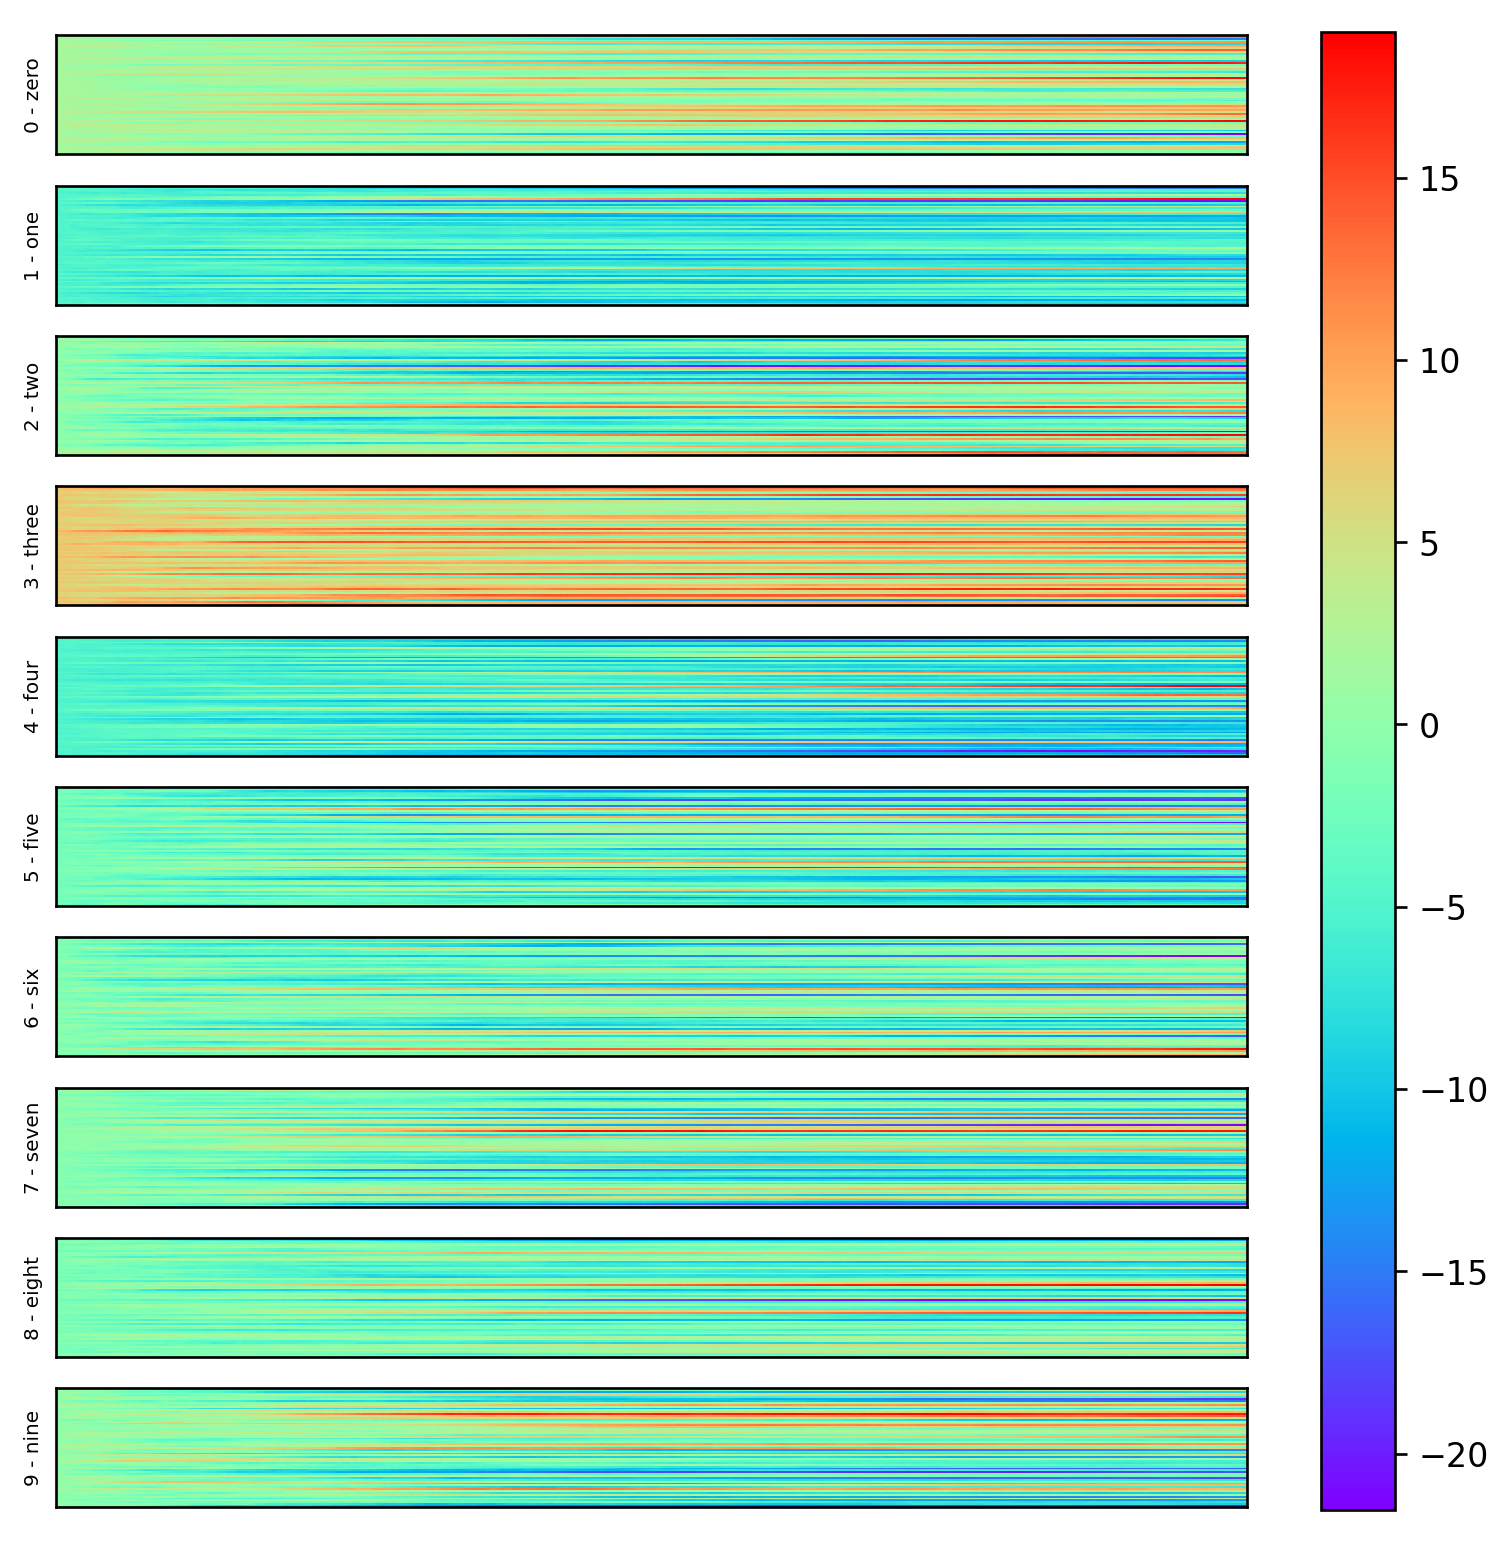 0 - zero
1 - one
2 - two
3 - three
4 - four
5 - five
6 - six
7 - seven
8 - eight
9 - nine
15
10
5
0
−5
−10
−15
−20